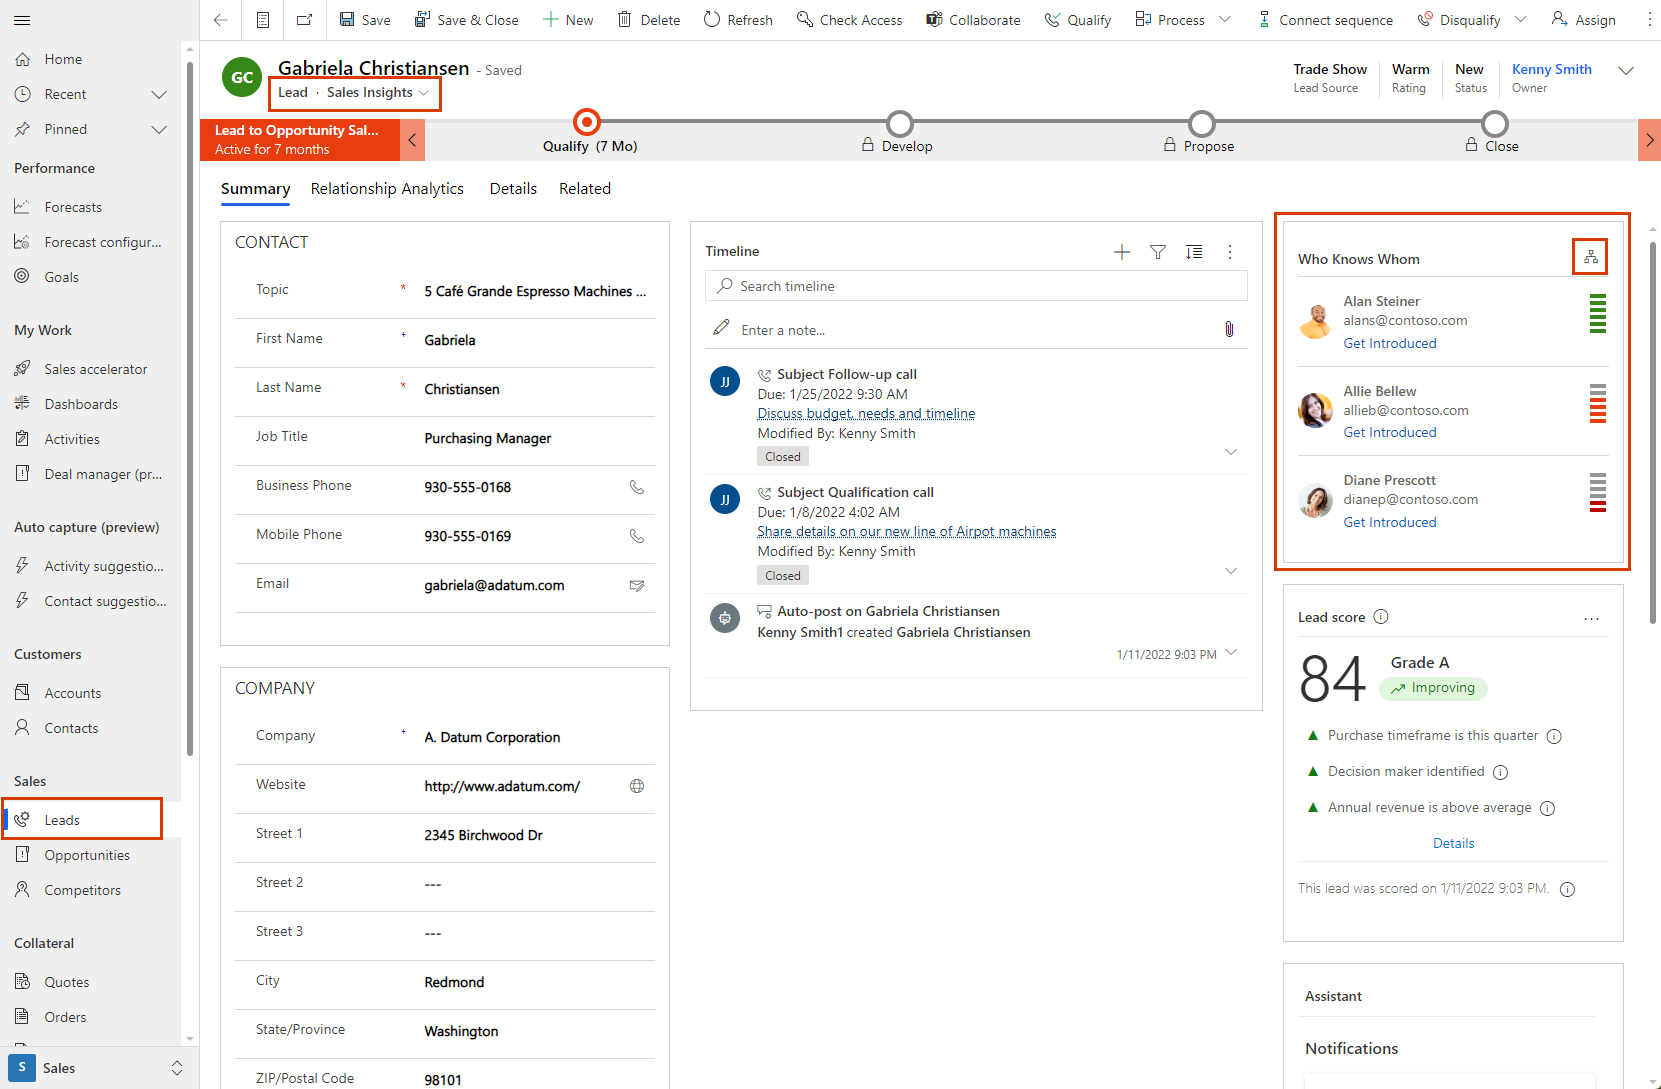 Save
Save & Close
New
Delete
Refresh
Check Access
Collaborate
Qualify
Process
Connect sequence
Disqualify
Assign
Home
Recent
Pinned
Performance
Forecasts
Forecast configur...
Goals
My Work
Sales accelerator
Dashboards
Activities
Deal manager (pr...
Auto capture (preview)
Activity suggestio...
Contact suggestio...
Customers
Accounts
Contacts
Sales
Leads
Opportunities
Competitors
Collateral
Quotes
Orders
S
Sales
GC
Gabriela Christiansen - Saved
Lead · Sales Insights
Trade Show
Lead Source
Warm
Rating
New
Status
Kenny Smith
Owner
Lead to Opportunity Sal...
Active for 7 months
Qualify (7 Mo)
Develop
Propose
Close
Summary
Relationship Analytics
Details
Related
CONTACT
Topic * 5 Café Grande Espresso Machines ...
First Name + Gabriela
Last Name * Christiansen
Job Title Purchasing Manager
Business Phone 930-555-0168
Mobile Phone 930-555-0169
Email gabriela@adatum.com
COMPANY
Company + A. Datum Corporation
Website http://www.adatum.com/
Street 1 2345 Birchwood Dr
Street 2 ---
Street 3 ---
City Redmond
State/Province Washington
ZIP/Postal Code 98101
Timeline
Search timeline
Enter a note...
JJ
Subject Follow-up call
Due: 1/25/2022 9:30 AM
Discuss budget, needs and timeline
Modified By: Kenny Smith
Closed
JJ
Subject Qualification call
Due: 1/8/2022 4:02 AM
Share details on our new line of Airpot machines
Modified By: Kenny Smith
Closed
Auto-post on Gabriela Christiansen
Kenny Smith1 created Gabriela Christiansen
1/11/2022 9:03 PM
Who Knows Whom
Alan Steiner
alans@contoso.com
Get Introduced
Allie Bellew
allieb@contoso.com
Get Introduced
Diane Prescott
dianep@contoso.com
Get Introduced
Lead score
84
Grade A
Improving
Purchase timeframe is this quarter
Decision maker identified
Annual revenue is above average
Details
This lead was scored on 1/11/2022 9:03 PM.
Assistant
Notifications